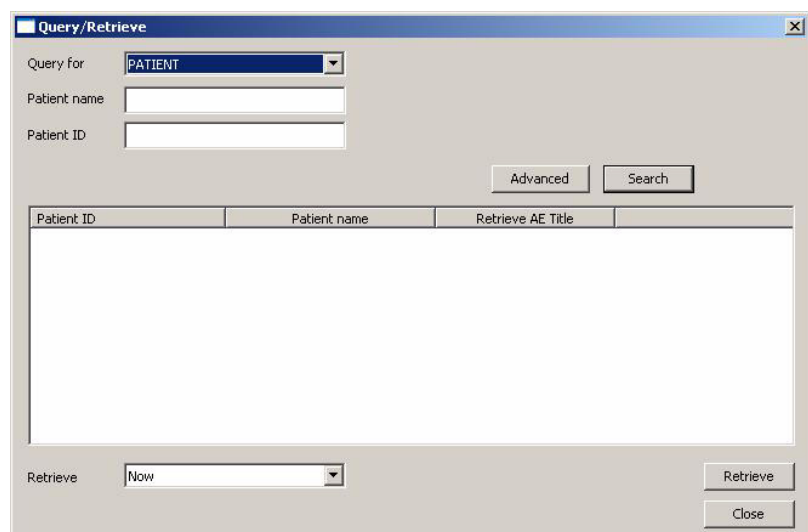 Query/Retrieve
Query for PATIENT
Patient name
Patient ID
Advanced Search
Patient ID Patient name Retrieve AE Title
Retrieve Now Retrieve
Close